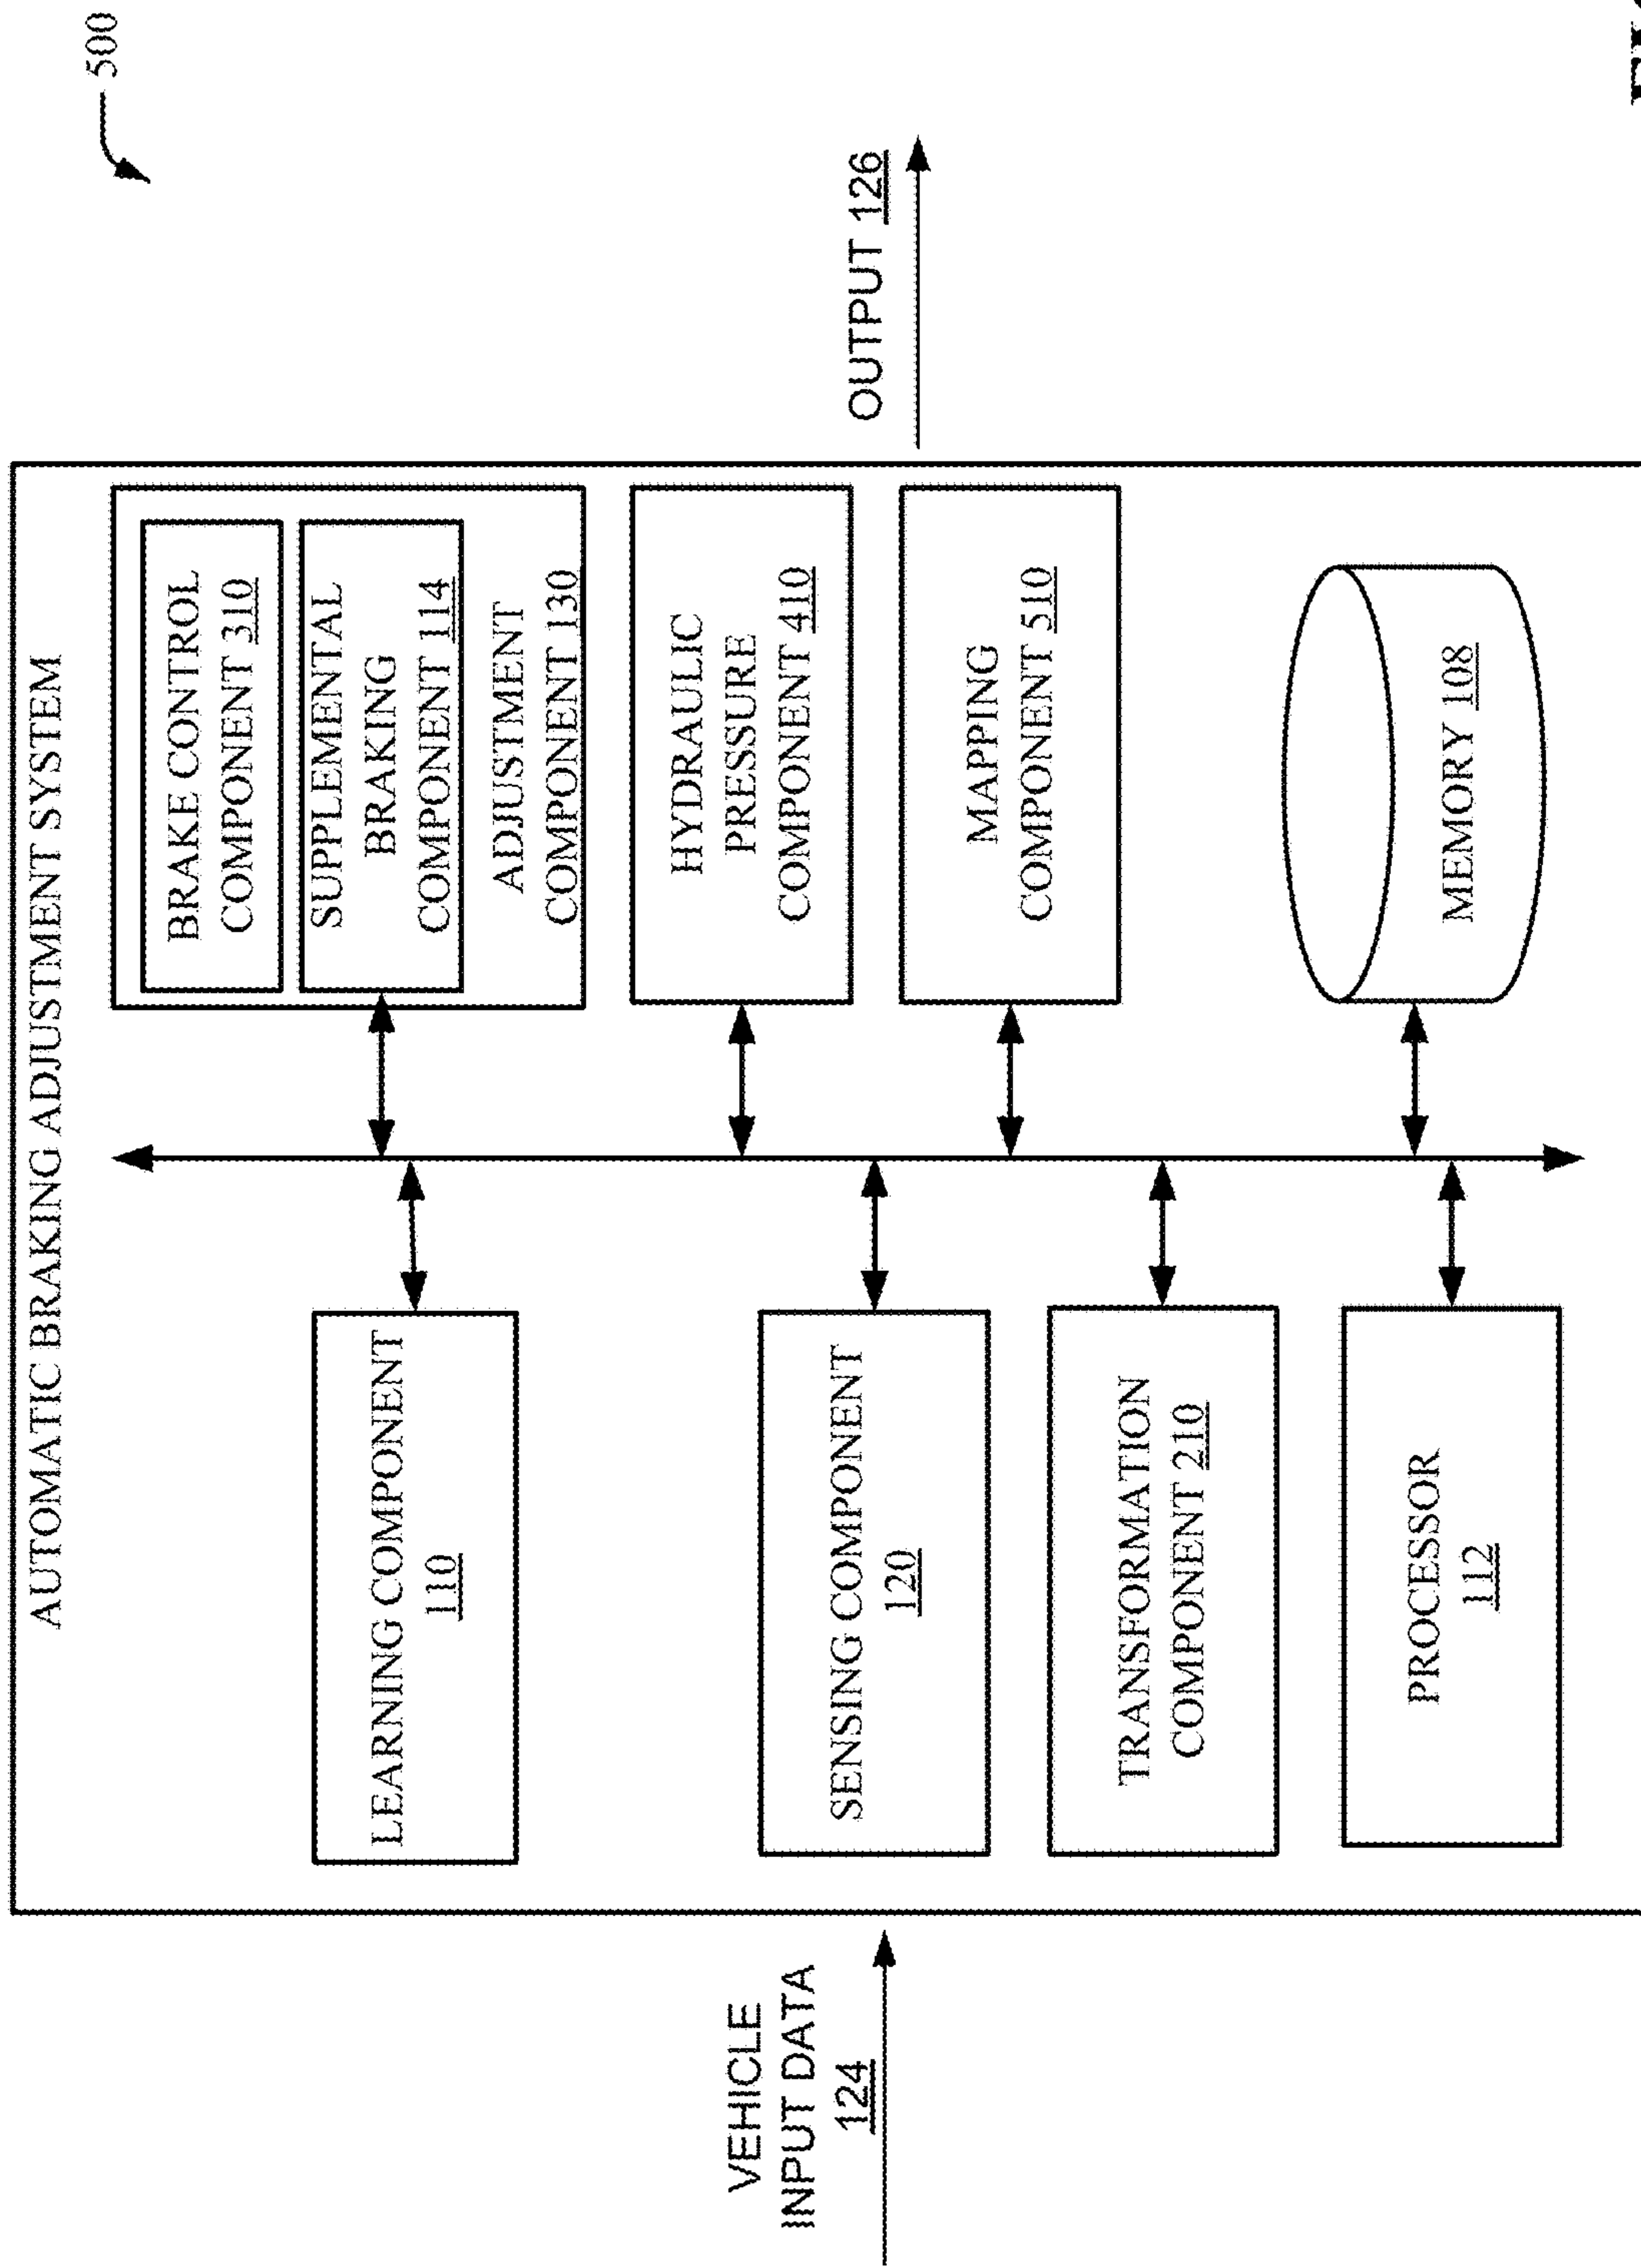 500
AUTOMATIC BRAKING ADJUSTMENT SYSTEM
VEHICLE
INPUT DATA
124
LEARNING COMPONENT
110
SENSING COMPONENT
120
TRANSFORMATION
COMPONENT 210
PROCESSOR
112
BRAKE CONTROL
COMPONENT 310
SUPPLEMENTAL
BRAKING
COMPONENT 114
ADJUSTMENT
COMPONENT 130
HYDRAULIC
PRESSURE
COMPONENT 410
MAPPING
COMPONENT 510
MEMORY 108
OUTPUT 126